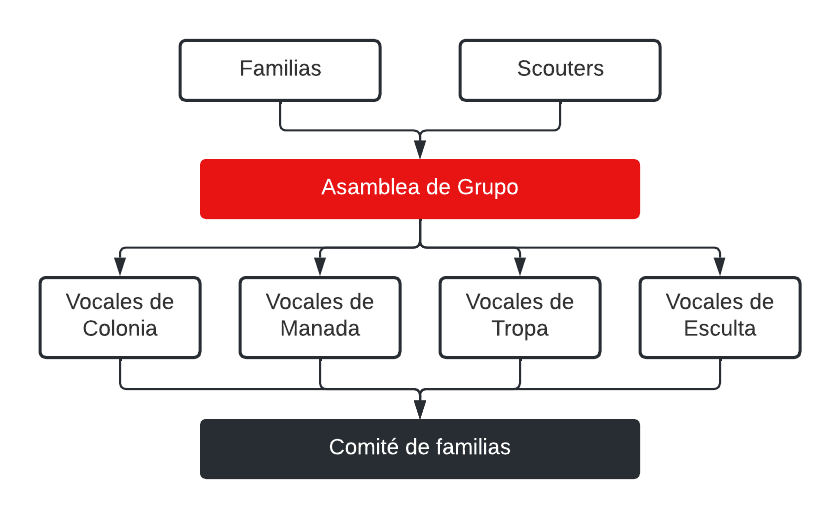 Familias
Scouters
Asamblea de Grupo
Vocales de
Colonia
Vocales de
Manada
Vocales de
Tropa
Vocales de
Esculta
Comité de familias